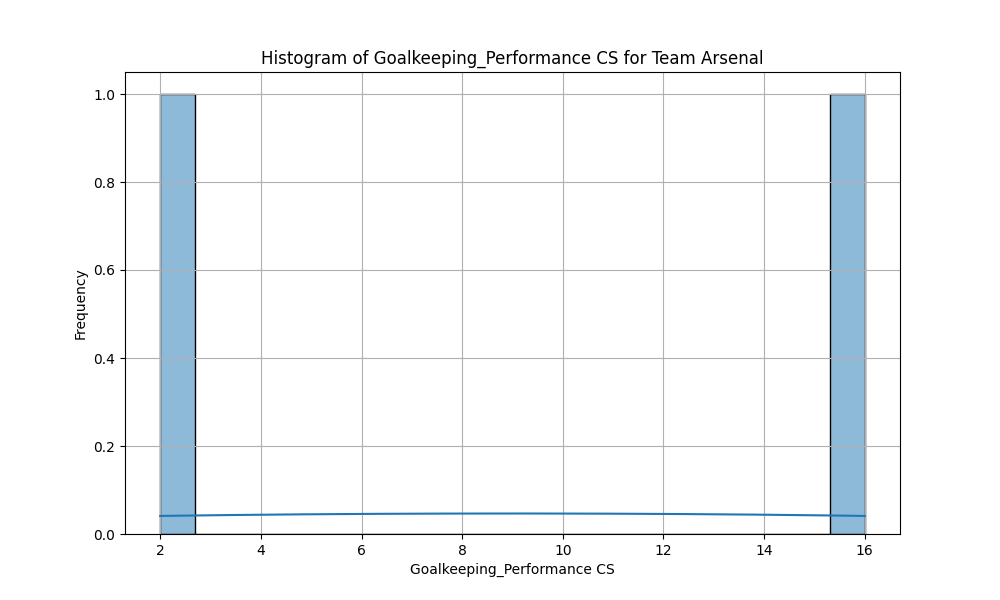 Histogram of Goalkeeping_Performance CS for Team Arsenal
1.0
0.8
0.6
0.4
0.2
0.0
Frequency
2 4 6 8 10 12 14 16
Goalkeeping_Performance CS